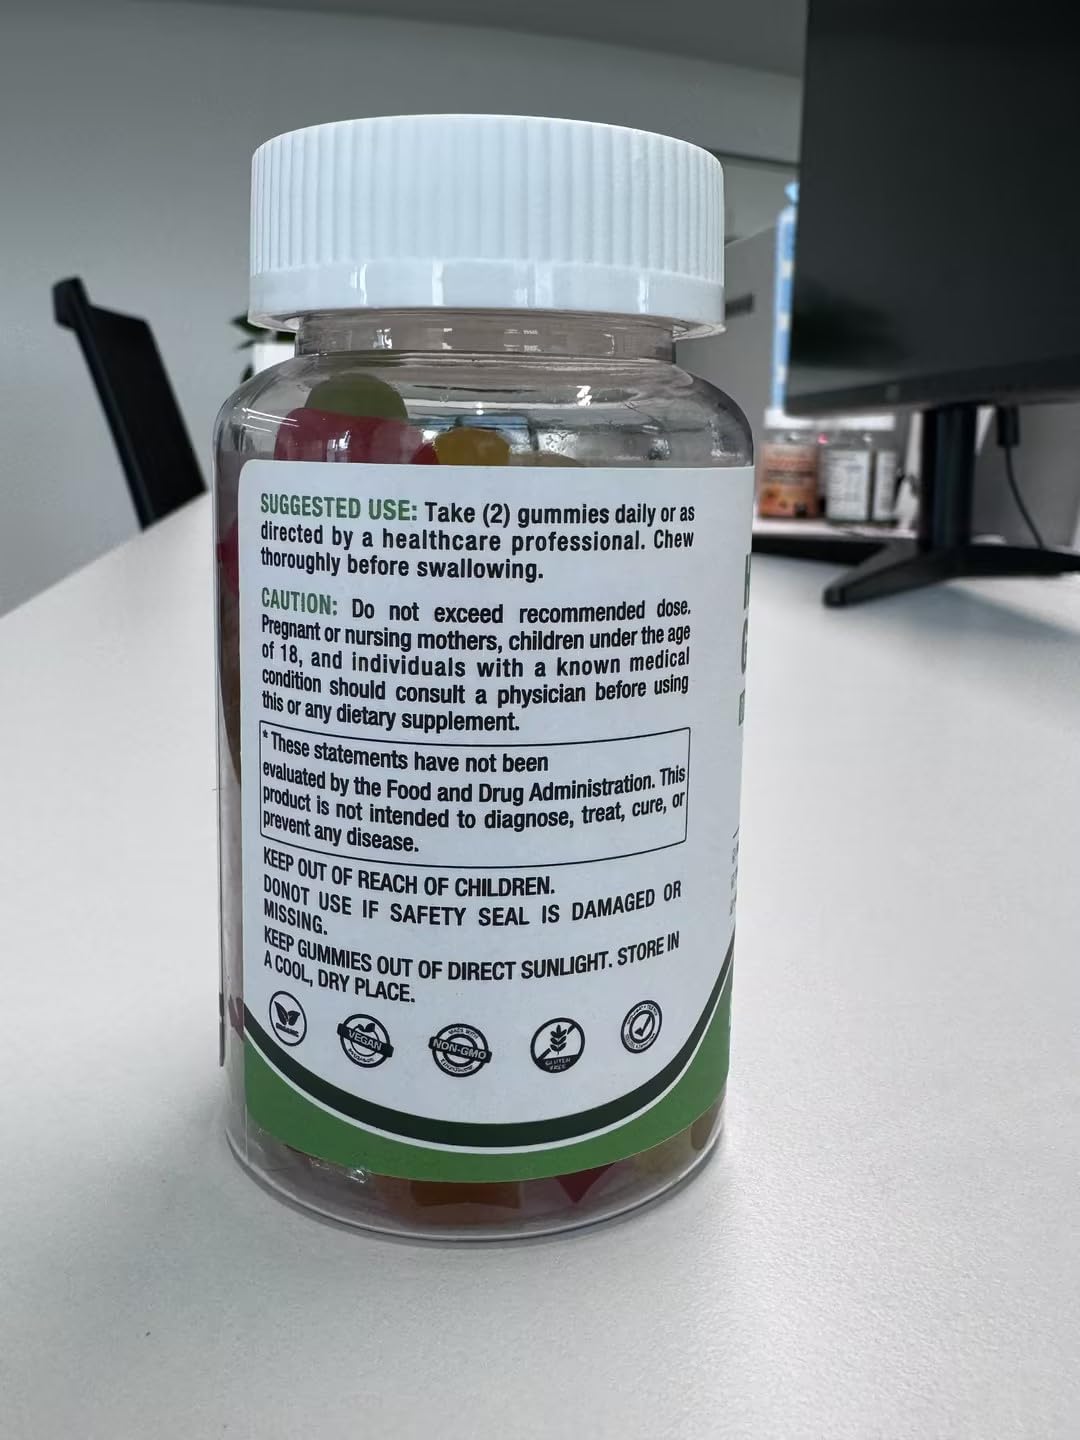 SUGGESTED USE: Take (2) gummies daily or as
directed by a healthcare professional. Chew
thoroughly before swallowing.
CAUTION: Do not exceed recommended dose.
Pregnant or nursing mothers, children under the age
of 18, and individuals with a known medical
condition should consult a physician before using
this or any dietary supplement.
* These statements have not been
evaluated by the Food and Drug Administration. This
product is not intended to diagnose, treat, cure, or
prevent any disease.
KEEP OUT OF REACH OF CHILDREN.
DONOT USE IF SAFETY SEAL IS DAMAGED OR
MISSING.
KEEP GUMMIES OUT OF DIRECT SUNLIGHT. STORE IN
A COOL, DRY PLACE.
ORGANIC
VEGAN
MADE WITH
NON-GMO
GLUTEN
FREE